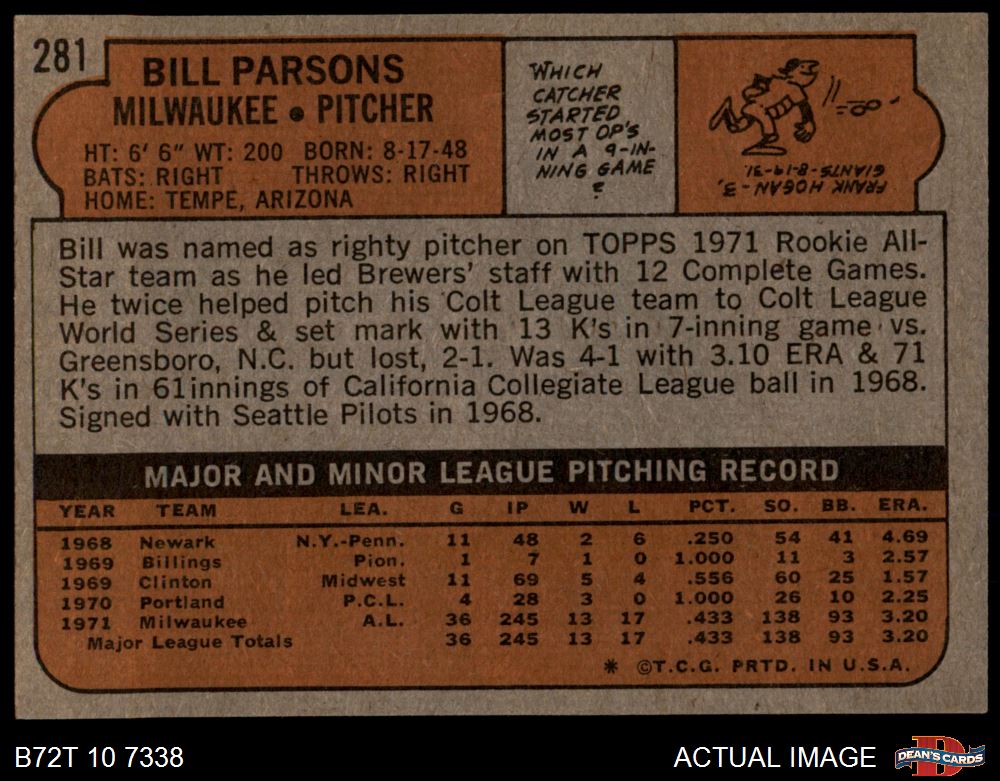 281
BILL PARSONS
MILWAUKEE • PITCHER
HT: 6' 6" WT: 200 BORN: 8-17-48
BATS: RIGHT THROWS: RIGHT
HOME: TEMPE, ARIZONA
WHICH
CATCHER
STARTED
MOST DP'S
IN A 9-IN-
NING GAME
?
FRANK HOGAN, 3,
GIANTS-8-19-31.
Bill was named as righty pitcher on TOPPS 1971 Rookie All-
Star team as he led Brewers' staff with 12 Complete Games.
He twice helped pitch his Colt League team to Colt League
World Series & set mark with 13 K's in 7-inning game vs.
Greensboro, N.C. but lost, 2-1. Was 4-1 with 3.10 ERA & 71
K's in 61 innings of California Collegiate League ball in 1968.
Signed with Seattle Pilots in 1968.
MAJOR AND MINOR LEAGUE PITCHING RECORD
YEAR TEAM LEA. G IP W L PCT. SO. BB. ERA.
1968 Newark N.Y.-Penn. 11 48 2 6 .250 54 41 4.69
1969 Billings Pion. 1 7 1 0 1.000 11 3 2.57
1969 Clinton Midwest 11 69 5 4 .556 60 25 1.57
1970 Portland P.C.L. 4 28 3 0 1.000 26 10 2.25
1971 Milwaukee A.L. 36 245 13 17 .433 138 93 3.20
Major League Totals 36 245 13 17 .433 138 93 3.20
* ©T.C.G. PRTD. IN U.S.A.
B72T 10 7338
ACTUAL IMAGE
D
DEAN'S CARDS